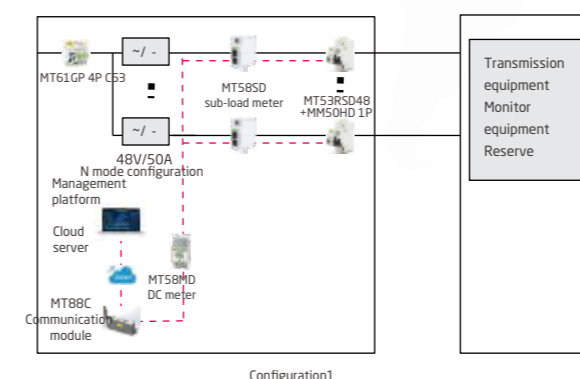 ~/ -
MT61GP 4P C63
MT58SD
sub-load meter
MT53RSD48
+MM50HD 1P
~/ -
48V/50A
N mode configuration
Management
platform
Cloud
server
MT58MD
DC meter
MT88C
Communication
module
Transmission
equipment
Monitor
equipment
Reserve
Configuration1